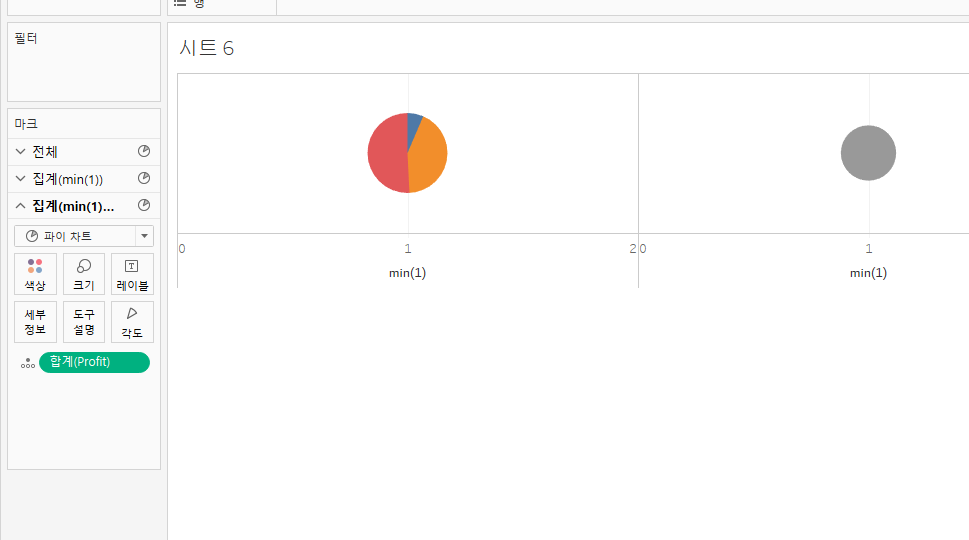 행
필터
시트 6
마크
전체
집계(min(1))
집계(min(1)...
파이 차트
색상
크기
레이블
세부
정보
도구
설명
각도
합계(Profit)
0 1 2
min(1)
0 1
min(1)